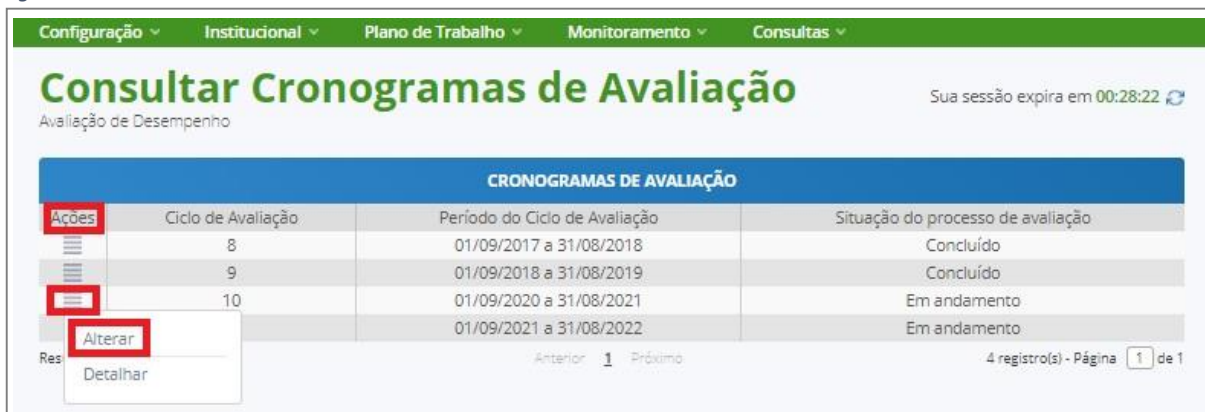 Configuração Institucional Plano de Trabalho Monitoramento Consultas
Consultar Cronogramas de Avaliação
Sua sessão expira em 00:28:22
Avaliação de Desempenho
CRONOGRAMAS DE AVALIAÇÃO
Ações Ciclo de Avaliação Período do Ciclo de Avaliação Situação do processo de avaliação
8 01/09/2017 a 31/08/2018 Concluído
9 01/09/2018 a 31/08/2019 Concluído
10 01/09/2020 a 31/08/2021 Em andamento
01/09/2021 a 31/08/2022 Em andamento
Alterar
Res Anterior 1 Próximo 4 registro(s) - Página 1 de 1
Detalhar